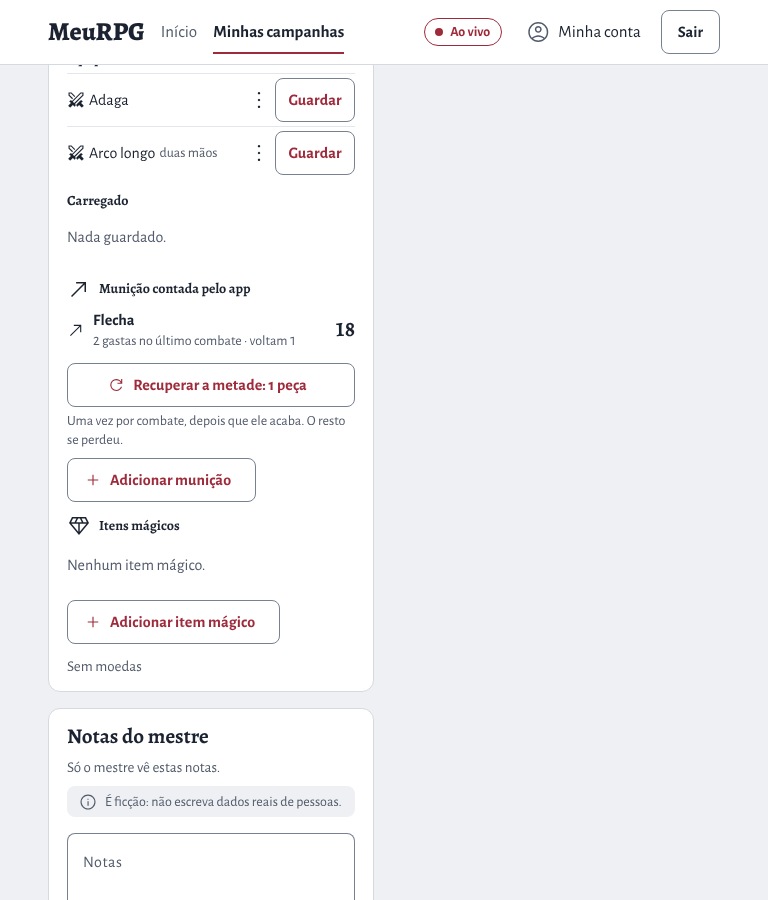 MeuRPG Início Minhas campanhas Ao vivo Minha conta Sair
Adaga Guardar
Arco longo duas mãos Guardar
Carregado
Nada guardado.
Munição contada pelo app
Flecha
2 gastas no último combate · voltam 1
18
Recuperar a metade: 1 peça
Uma vez por combate, depois que ele acaba. O resto
se perdeu.
+ Adicionar munição
Itens mágicos
Nenhum item mágico.
+ Adicionar item mágico
Sem moedas
Notas do mestre
Só o mestre vê estas notas.
É ficção: não escreva dados reais de pessoas.
Notas